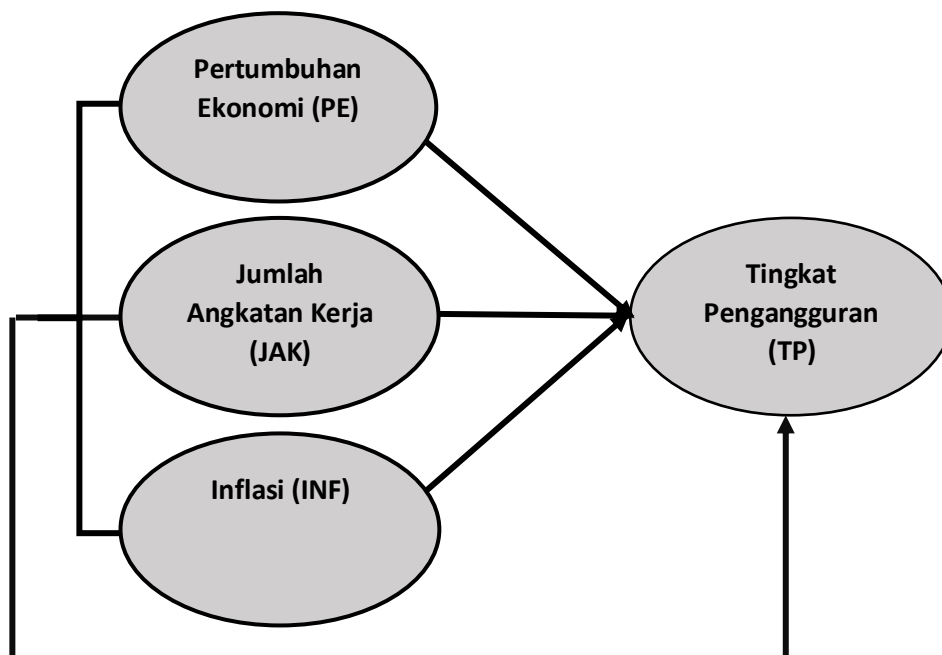 Pertumbuhan
Ekonomi (PE)
Jumlah
Angkatan Kerja
(JAK)
Inflasi (INF)
Tingkat
Pengangguran
(TP)